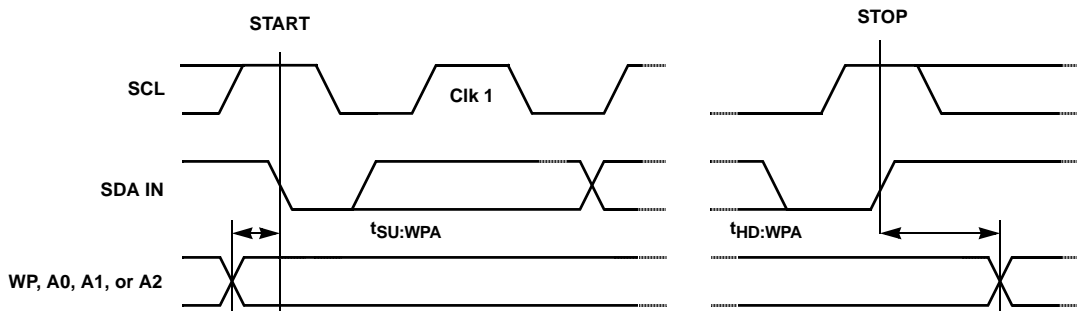 START
STOP
SCL
Clk 1
SDA IN
tSU:WPA
tHD:WPA
WP, A0, A1, or A2